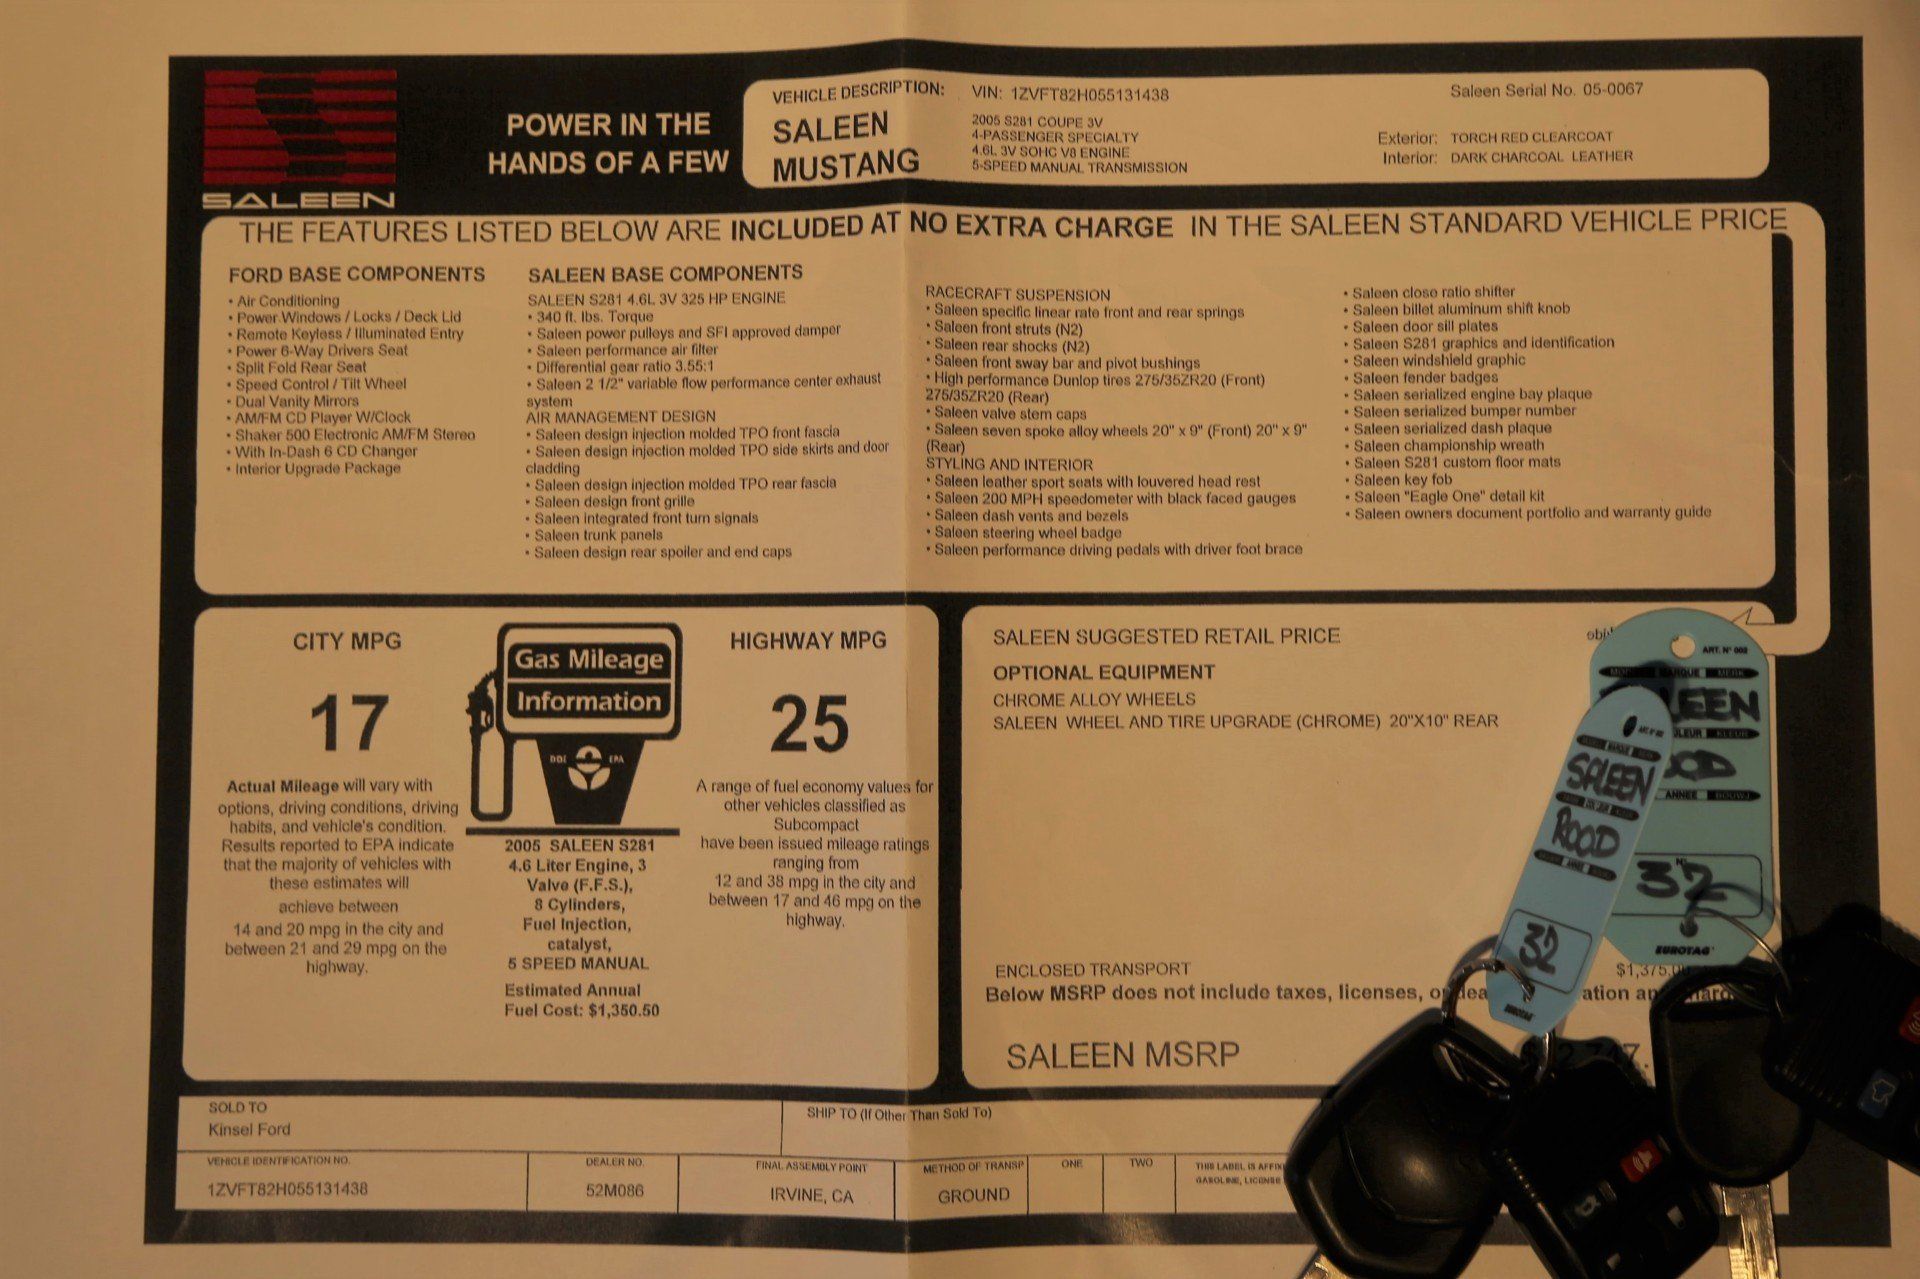 SALEEN
POWER IN THE
HANDS OF A FEW
VEHICLE DESCRIPTION:
SALEEN
MUSTANG
VIN: 1ZVFT82H055131438
2005 S281 COUPE 3V
4-PASSENGER SPECIALTY
4.6L 3V SOHC V8 ENGINE
5-SPEED MANUAL TRANSMISSION
Saleen Serial No. 05-0067
Exterior: TORCH RED CLEARCOAT
Interior: DARK CHARCOAL LEATHER
THE FEATURES LISTED BELOW ARE INCLUDED AT NO EXTRA CHARGE IN THE SALEEN STANDARD VEHICLE PRICE
FORD BASE COMPONENTS
• Air Conditioning
• Power Windows / Locks / Deck Lid
• Remote Keyless / Illuminated Entry
• Power 6-Way Drivers Seat
• Split Fold Rear Seat
• Speed Control / Tilt Wheel
• Dual Vanity Mirrors
• AM/FM CD Player W/Clock
• Shaker 500 Electronic AM/FM Stereo
• With In-Dash 6 CD Changer
• Interior Upgrade Package
SALEEN BASE COMPONENTS
SALEEN S281 4.6L 3V 325 HP ENGINE
• 340 ft. lbs. Torque
• Saleen power pulleys and SFI approved damper
• Saleen performance air filter
• Differential gear ratio 3.55:1
• Saleen 2 1/2" variable flow performance center exhaust
system
AIR MANAGEMENT DESIGN
• Saleen design injection molded TPO front fascia
• Saleen design injection molded TPO side skirts and door
cladding
• Saleen design injection molded TPO rear fascia
• Saleen design front grille
• Saleen integrated front turn signals
• Saleen trunk panels
• Saleen design rear spoiler and end caps
RACECRAFT SUSPENSION
• Saleen specific linear rate front and rear springs
• Saleen front struts (N2)
• Saleen rear shocks (N2)
• Saleen front sway bar and pivot bushings
• High performance Dunlop tires 275/35ZR20 (Front)
275/35ZR20 (Rear)
• Saleen valve stem caps
• Saleen seven spoke alloy wheels 20" x 9" (Front) 20" x 9"
(Rear)
STYLING AND INTERIOR
• Saleen leather sport seats with louvered head rest
• Saleen 200 MPH speedometer with black faced gauges
• Saleen dash vents and bezels
• Saleen steering wheel badge
• Saleen performance driving pedals with driver foot brace
• Saleen close ratio shifter
• Saleen billet aluminum shift knob
• Saleen door sill plates
• Saleen S281 graphics and identification
• Saleen windshield graphic
• Saleen fender badges
• Saleen serialized engine bay plaque
• Saleen serialized bumper number
• Saleen serialized dash plaque
• Saleen championship wreath
• Saleen S281 custom floor mats
• Saleen key fob
• Saleen "Eagle One" detail kit
• Saleen owners document portfolio and warranty guide
CITY MPG
17
Actual Mileage will vary with
options, driving conditions, driving
habits, and vehicle's condition.
Results reported to EPA indicate
that the majority of vehicles with
these estimates will
achieve between
14 and 20 mpg in the city and
between 21 and 29 mpg on the
highway.
Gas Mileage
Information
DOE EPA
2005 SALEEN S281
4.6 Liter Engine, 3
Valve (F.F.S.),
8 Cylinders,
Fuel Injection,
catalyst,
5 SPEED MANUAL
Estimated Annual
Fuel Cost: $1,350.50
HIGHWAY MPG
25
A range of fuel economy values for
other vehicles classified as
Subcompact
have been issued mileage ratings
ranging from
12 and 38 mpg in the city and
between 17 and 46 mpg on the
highway.
SALEEN SUGGESTED RETAIL PRICE
OPTIONAL EQUIPMENT
CHROME ALLOY WHEELS
SALEEN WHEEL AND TIRE UPGRADE (CHROME) 20"X10" REAR
ENCLOSED TRANSPORT $1,375.0
Below MSRP does not include taxes, licenses, or
SALEEN MSRP
ART. N° 002
MARQUE MERK
LEEN
KLEUR
OOD
ANNEE BOUWJ
N°
32
EUROTAG
SALEEN
ROOD
32
EUROTAG
SOLD TO
Kinsel Ford
SHIP TO (If Other Than Sold To)
VEHICLE IDENTIFICATION NO.
1ZVFT82H055131438
DEALER NO.
52M086
FINAL ASSEMBLY POINT
IRVINE, CA
METHOD OF TRANSP
GROUND
ONE
TWO
THIS LABEL IS AFFIX
GASOLINE, LICENSE